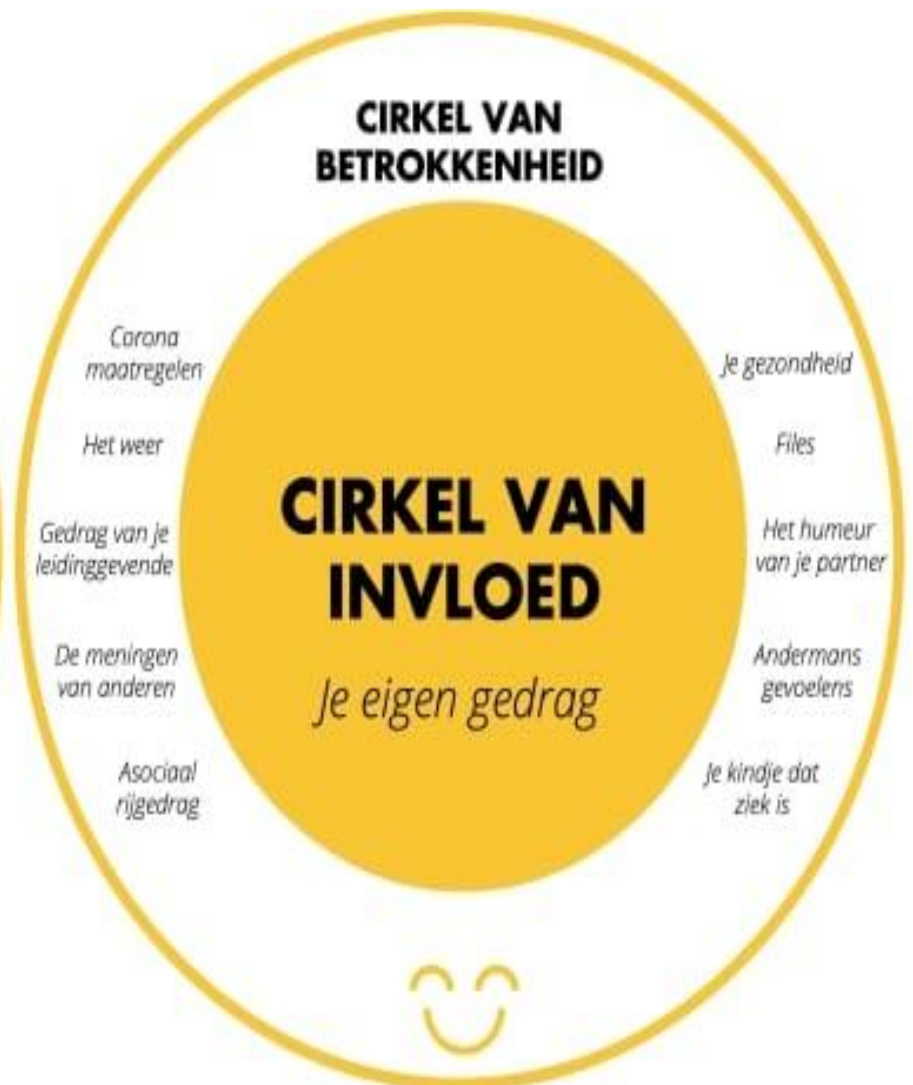 CIRKEL VAN
BETROKKENHEID
Corona
maatregelen
Het weer
Gedrag van je
leidinggevende
De meningen
van anderen
Asociaal
rijgedrag
CIRKEL VAN
INVLOED
Je eigen gedrag
Je gezondheid
Files
Het humeur
van je partner
Andermans
gevoelens
Je kindje dat
ziek is